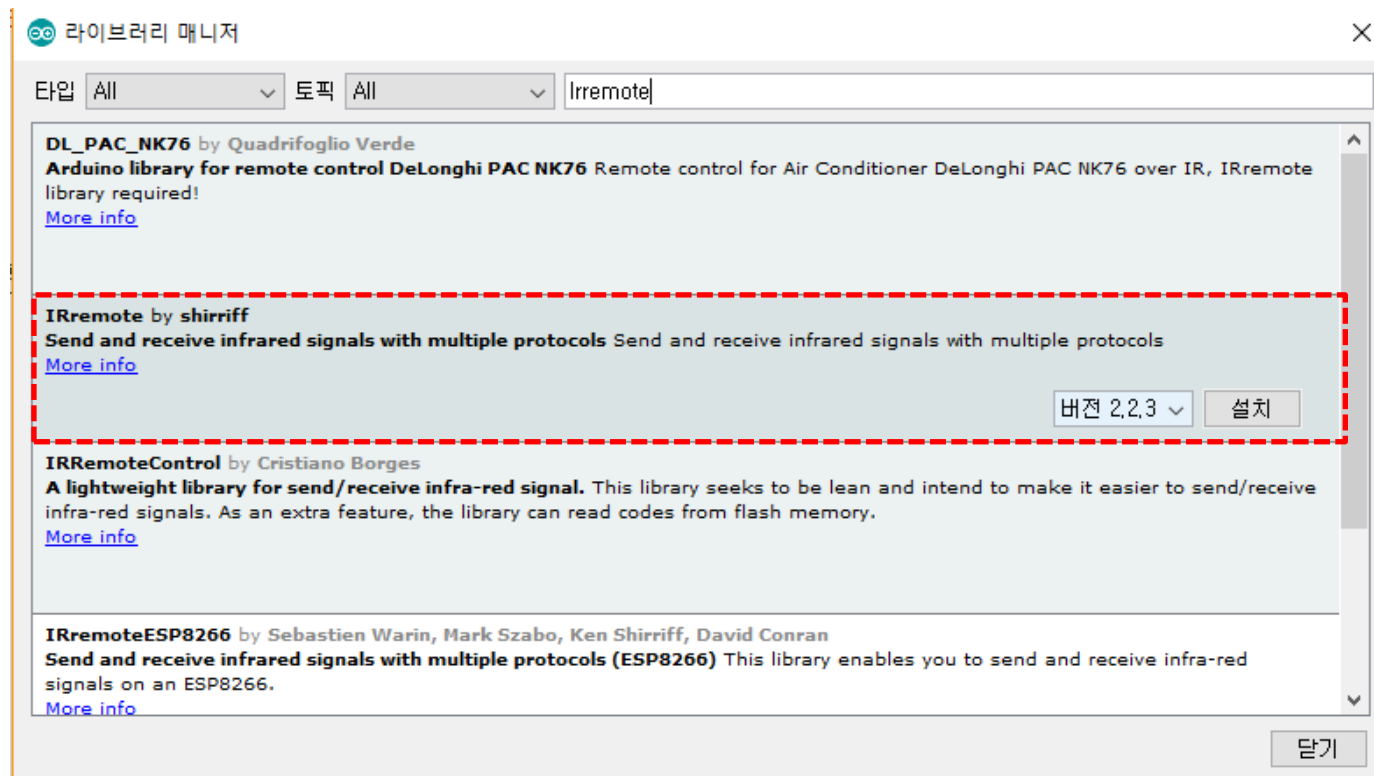 라이브러리 매니저
타입 All 토픽 All Irremote
DL_PAC_NK76 by Quadrifoglio Verde
Arduino library for remote control DeLonghi PAC NK76 Remote control for Air Conditioner DeLonghi PAC NK76 over IR, IRremote
library required!
More info
IRremote by shirriff
Send and receive infrared signals with multiple protocols Send and receive infrared signals with multiple protocols
More info
버전 2.2.3 설치
IRRemoteControl by Cristiano Borges
A lightweight library for send/receive infra-red signal. This library seeks to be lean and intend to make it easier to send/receive
infra-red signals. As an extra feature, the library can read codes from flash memory.
More info
IRremoteESP8266 by Sebastien Warin, Mark Szabo, Ken Shirriff, David Conran
Send and receive infrared signals with multiple protocols (ESP8266) This library enables you to send and receive infra-red
signals on an ESP8266.
More info
닫기